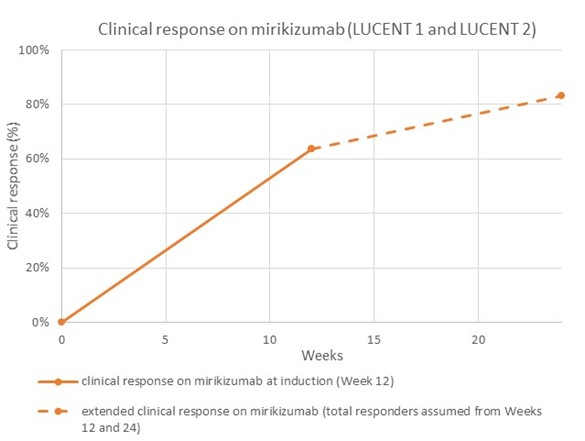 Clinical response on mirikizumab (LUCENT 1 and LUCENT 2)
100%
80%
60%
40%
20%
0%
Clinical response (%)
0 5 10 15 20
Weeks
clinical response on mirikizumab at induction (Week 12)
extended clinical response on mirikizumab (total responders assumed from Weeks
12 and 24)